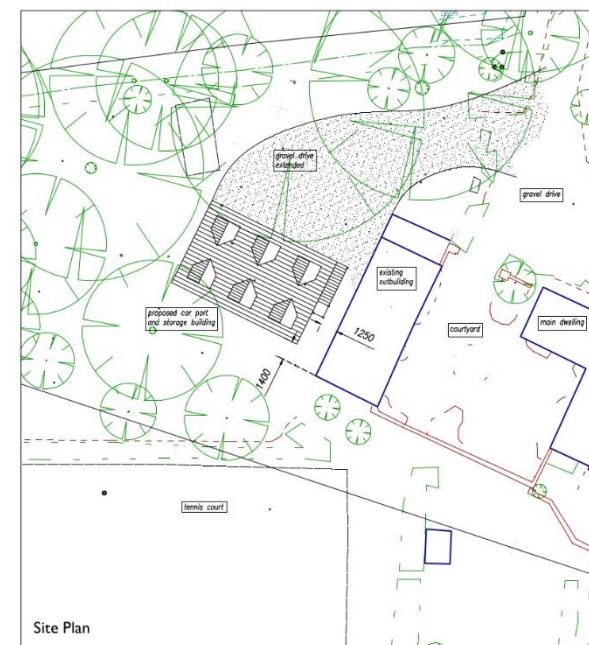 gravel drive
extended
gravel drive
existing
outbuilding
proposed car port
and storage building
1250
courtyard
main dwelling
1400
tennis court
Site Plan